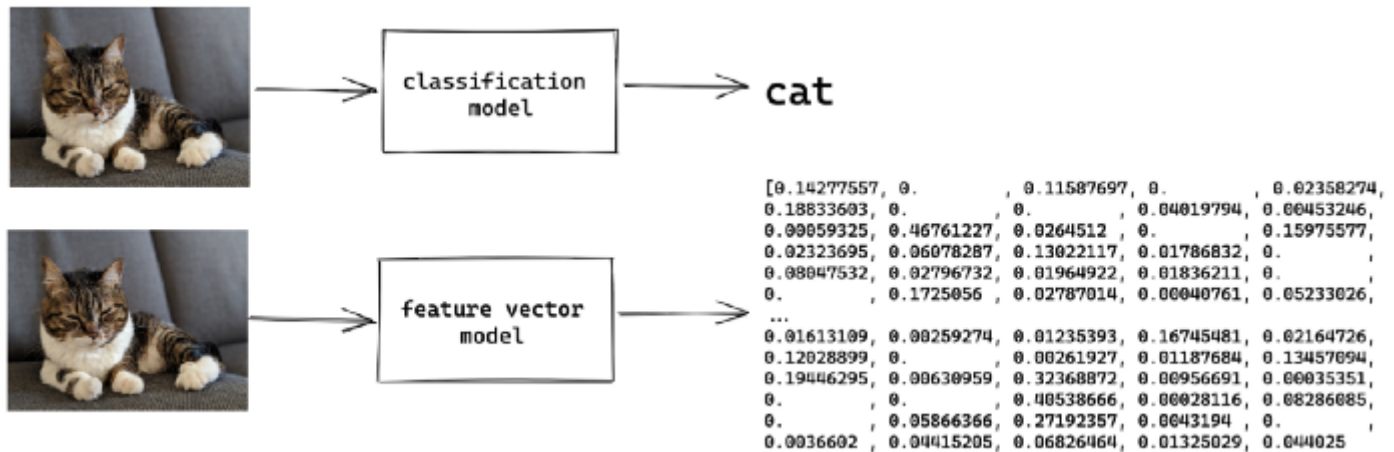 classification
model
cat
feature vector
model
[0.14277557, 0. , 0.11587697, 0. , 0.02358274,
0.18833603, 0. , 0. , 0.04019794, 0.00453246,
0.00059325, 0.46761227, 0.0264512 , 0. , 0.15975577,
0.02323695, 0.06078287, 0.13022117, 0.01786832, 0. ,
0.08047532, 0.02796732, 0.01964922, 0.01836211, 0. ,
0. , 0.1725056 , 0.02787014, 0.00040761, 0.05233026,
...
0.01613109, 0.00259274, 0.01235393, 0.16745481, 0.02164726,
0.12028899, 0. , 0.00261927, 0.01187684, 0.13457094,
0.19446295, 0.00630959, 0.32368872, 0.00956691, 0.00035351,
0. , 0. , 0.40538666, 0.00028116, 0.08286085,
0. , 0.05866366, 0.27192357, 0.0043194 , 0. ,
0.0036602 , 0.04415205, 0.06826464, 0.01325029, 0.044025